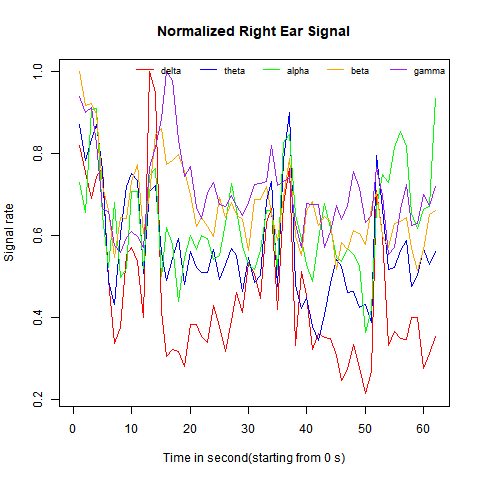 Normalized Right Ear Signal
delta theta alpha beta gamma
Signal rate
1.0
0.8
0.6
0.4
0.2
0 10 20 30 40 50 60
Time in second(starting from 0 s)